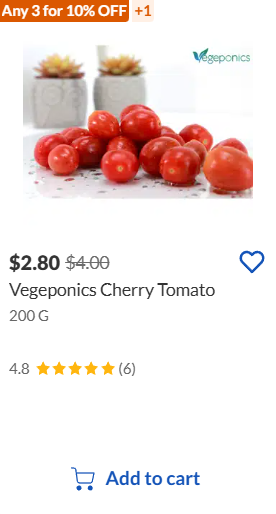 Any 3 for 10% OFF +1
Vegeponics
$2.80 $4.00
Vegeponics Cherry Tomato
200 G
4.8 (6)
Add to cart